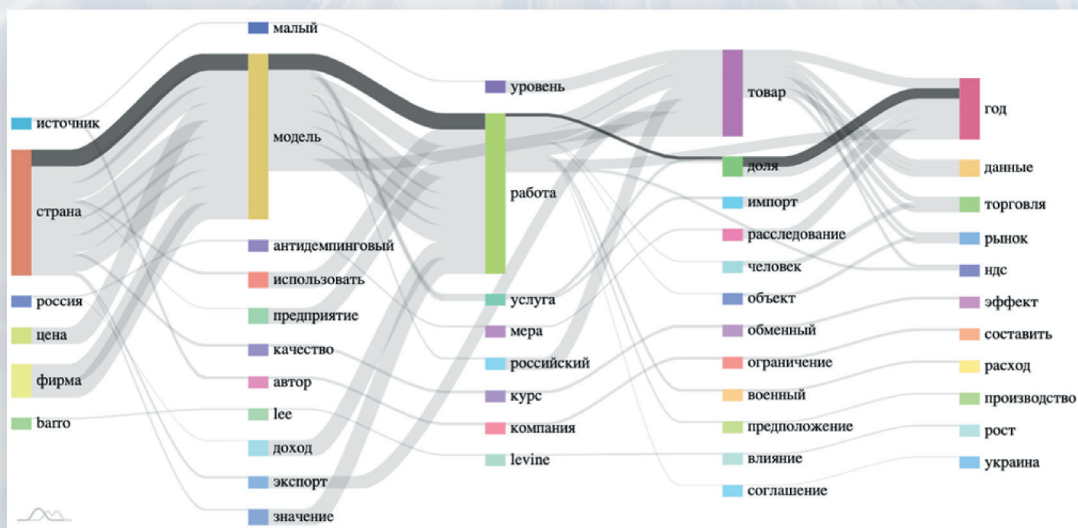 источник
страна
россия
цена
фирма
barro
малый
модель
антидемпинговый
использовать
предприятие
качество
автор
lee
доход
экспорт
значение
уровень
работа
услуга
мера
российский
курс
компания
levine
товар
доля
импорт
расследование
человек
объект
обменный
ограничение
военный
предположение
влияние
соглашение
год
данные
торговля
рынок
ндс
эффект
составить
расход
производство
рост
украина